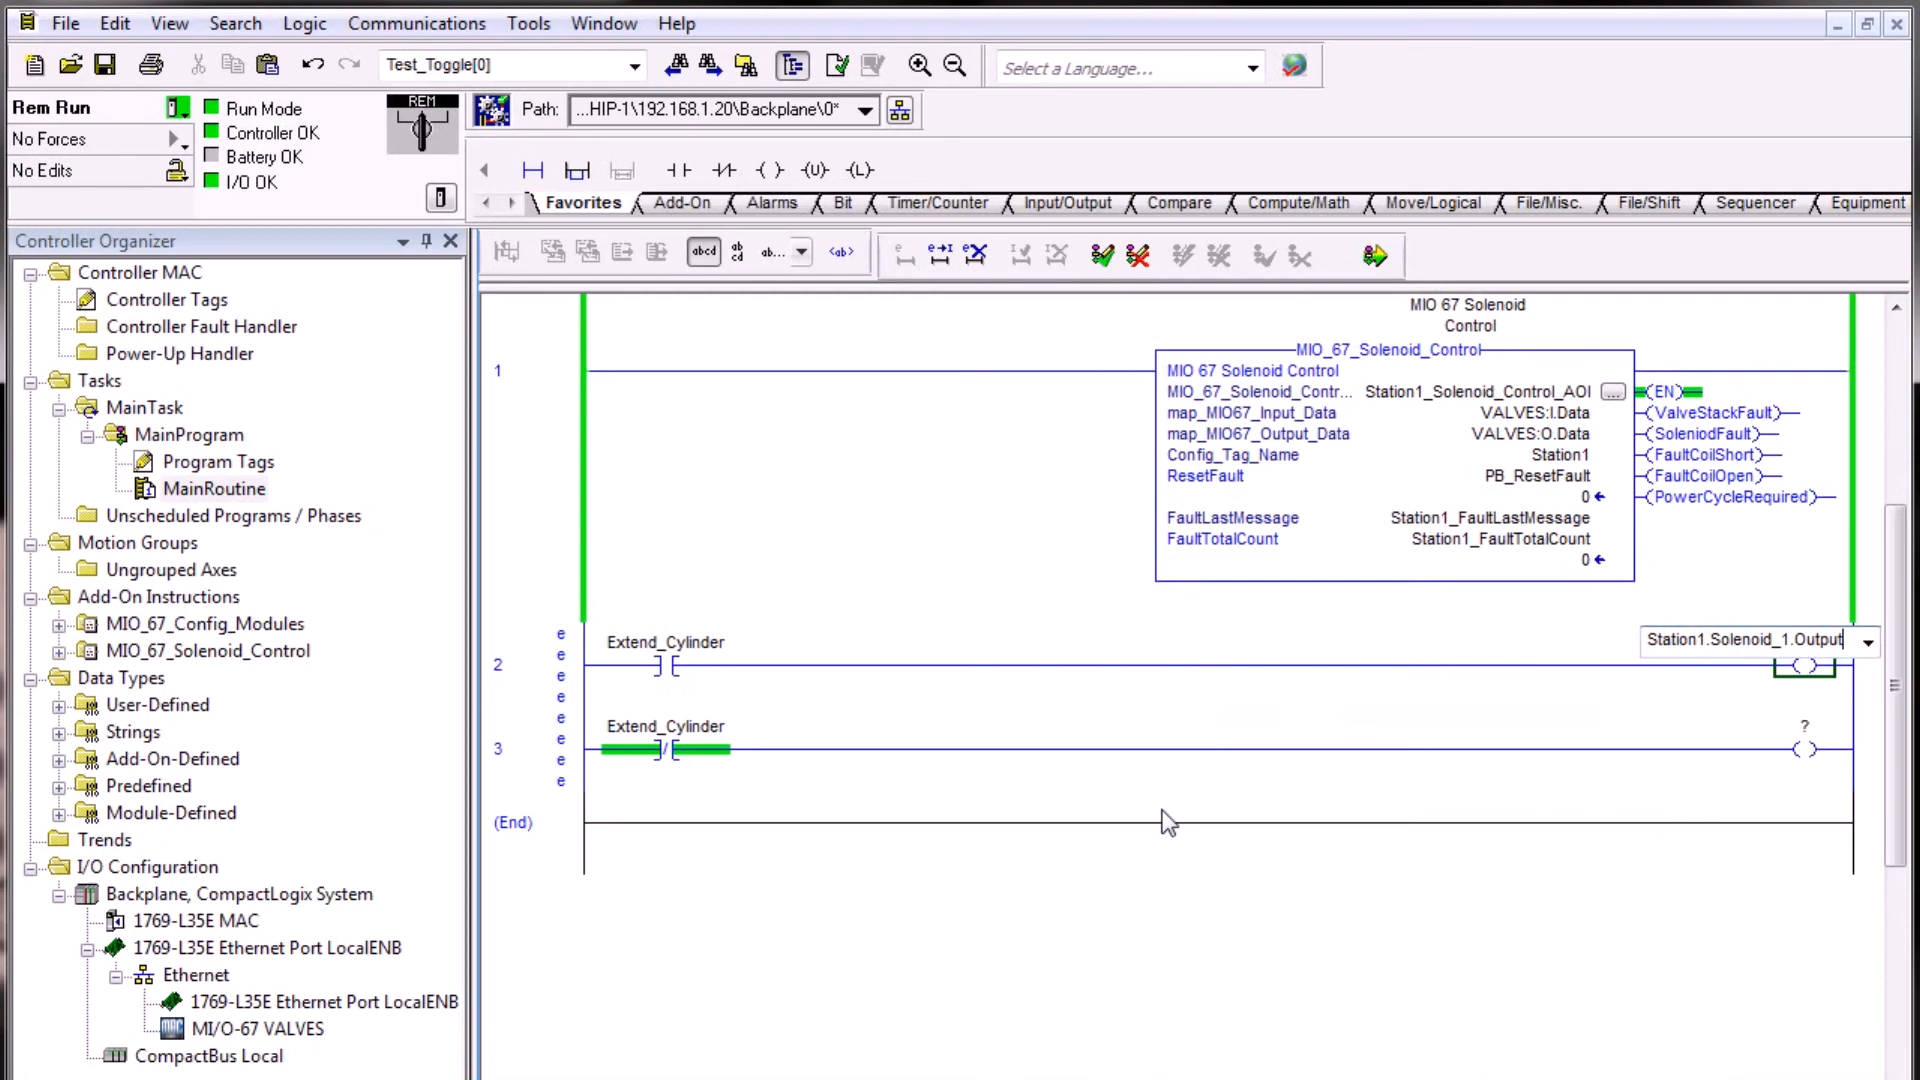 File Edit View Search Logic Communications Tools Window Help
Test_Toggle[0]
Select a Language...
Rem Run
No Forces
No Edits
Run Mode
Controller OK
Battery OK
I/O OK
REM
Path: ...HIP-1\192.168.1.20\Backplane\0*
Favorites Add-On Alarms Bit Timer/Counter Input/Output Compare Compute/Math Move/Logical File/Misc. File/Shift Sequencer Equipment
Controller Organizer
Controller MAC
Controller Tags
Controller Fault Handler
Power-Up Handler
Tasks
MainTask
MainProgram
Program Tags
MainRoutine
Unscheduled Programs / Phases
Motion Groups
Ungrouped Axes
Add-On Instructions
MIO_67_Config_Modules
MIO_67_Solenoid_Control
Data Types
User-Defined
Strings
Add-On-Defined
Predefined
Module-Defined
Trends
I/O Configuration
Backplane, CompactLogix System
1769-L35E MAC
1769-L35E Ethernet Port LocalENB
Ethernet
1769-L35E Ethernet Port LocalENB
MI/O-67 VALVES
CompactBus Local
abcd ab cd ab... <ab>
MIO 67 Solenoid
Control
MIO_67_Solenoid_Control
1
MIO 67 Solenoid Control
MIO_67_Solenoid_Contr... Station1_Solenoid_Control_AOI ... (EN)
map_MIO67_Input_Data VALVES:I.Data (ValveStackFault)
map_MIO67_Output_Data VALVES:O.Data (SoleniodFault)
Config_Tag_Name Station1 (FaultCoilShort)
ResetFault PB_ResetFault (FaultCoilOpen)
0 (PowerCycleRequired)
FaultLastMessage Station1_FaultLastMessage
FaultTotalCount Station1_FaultTotalCount
0
e
e
e
e
e
e
e
e
Extend_Cylinder Station1.Solenoid_1.Output
2
Extend_Cylinder ?
3
(End)